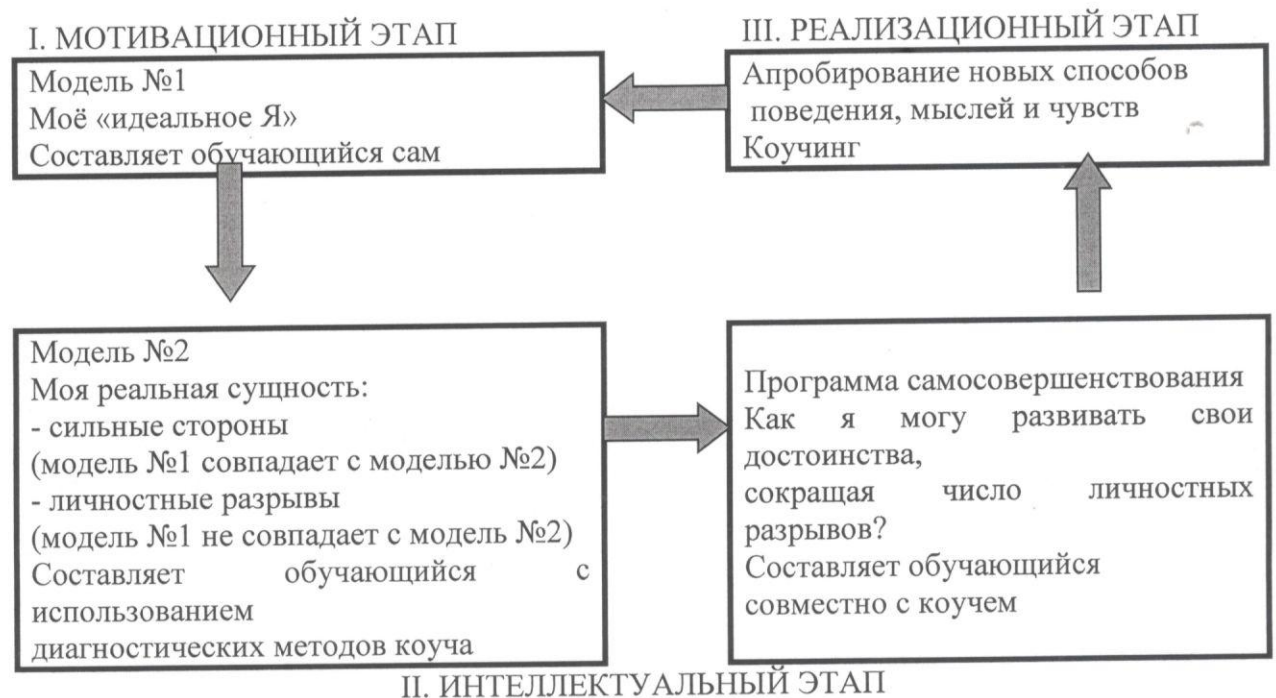 I. МОТИВАЦИОННЫЙ ЭТАП
Модель №1
Моё «идеальное Я»
Составляет обучающийся сам
III. РЕАЛИЗАЦИОННЫЙ ЭТАП
Апробирование новых способов
поведения, мыслей и чувств
Коучинг
Модель №2
Моя реальная сущность:
- сильные стороны
(модель №1 совпадает с моделью №2)
- личностные разрывы
(модель №1 не совпадает с модель №2)
Составляет обучающийся с
использованием
диагностических методов коуча
Программа самосовершенствования
Как я могу развивать свои
достоинства,
сокращая число личностных
разрывов?
Составляет обучающийся
совместно с коучем
II. ИНТЕЛЛЕКТУАЛЬНЫЙ ЭТАП